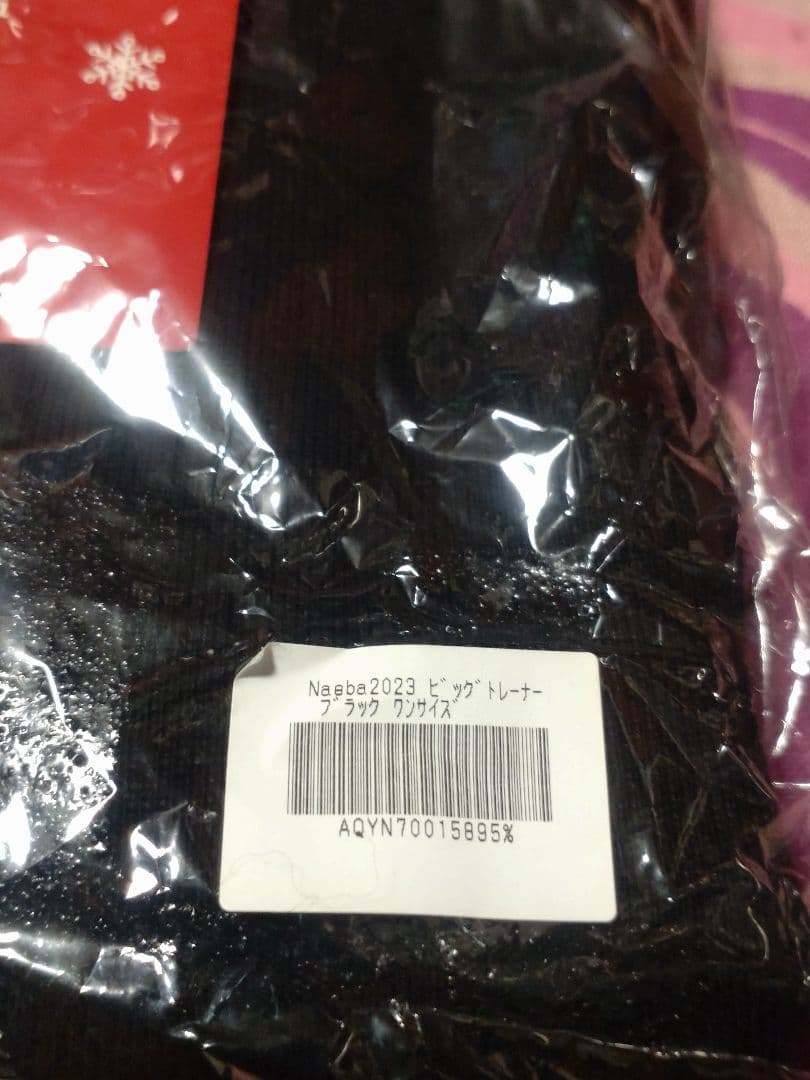 Naeba2023 ﾋﾞｯｸﾞﾄﾚｰﾅｰ
ﾌﾞﾗｯｸ ﾜﾝｻｲｽﾞ
AQYN70015895%